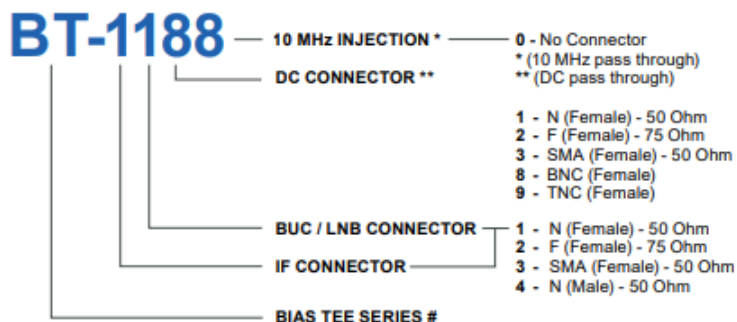 BT-1188
10 MHz INJECTION *
0 - No Connector
* (10 MHz pass through)
DC CONNECTOR **
** (DC pass through)
1 - N (Female) - 50 Ohm
2 - F (Female) - 75 Ohm
3 - SMA (Female) - 50 Ohm
8 - BNC (Female)
9 - TNC (Female)
BUC / LNB CONNECTOR
1 - N (Female) - 50 Ohm
2 - F (Female) - 75 Ohm
IF CONNECTOR
3 - SMA (Female) - 50 Ohm
4 - N (Male) - 50 Ohm
BIAS TEE SERIES #